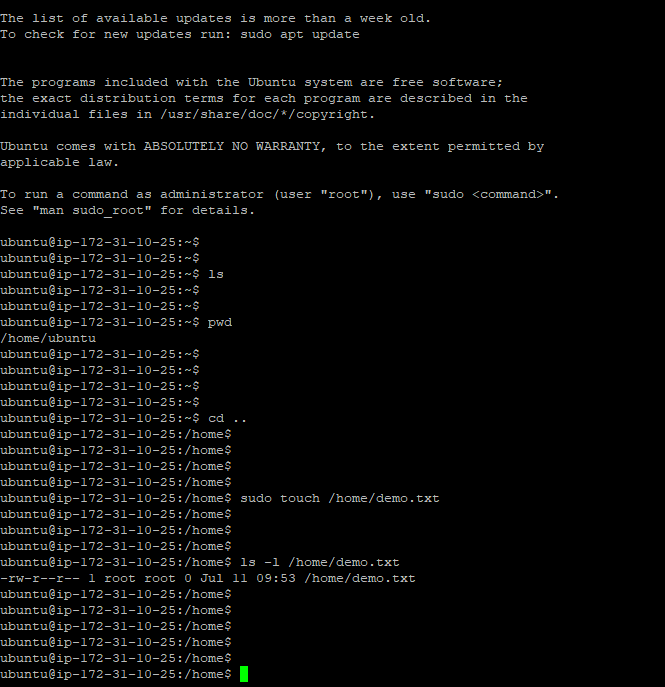 The list of available updates is more than a week old.
To check for new updates run: sudo apt update
The programs included with the Ubuntu system are free software;
the exact distribution terms for each program are described in the
individual files in /usr/share/doc/*/copyright.
Ubuntu comes with ABSOLUTELY NO WARRANTY, to the extent permitted by
applicable law.
To run a command as administrator (user "root"), use "sudo <command>".
See "man sudo_root" for details.
ubuntu@ip-172-31-10-25:~$
ubuntu@ip-172-31-10-25:~$
ubuntu@ip-172-31-10-25:~$ ls
ubuntu@ip-172-31-10-25:~$
ubuntu@ip-172-31-10-25:~$
ubuntu@ip-172-31-10-25:~$ pwd
/home/ubuntu
ubuntu@ip-172-31-10-25:~$
ubuntu@ip-172-31-10-25:~$
ubuntu@ip-172-31-10-25:~$
ubuntu@ip-172-31-10-25:~$
ubuntu@ip-172-31-10-25:~$ cd ..
ubuntu@ip-172-31-10-25:/home$
ubuntu@ip-172-31-10-25:/home$
ubuntu@ip-172-31-10-25:/home$
ubuntu@ip-172-31-10-25:/home$
ubuntu@ip-172-31-10-25:/home$ sudo touch /home/demo.txt
ubuntu@ip-172-31-10-25:/home$
ubuntu@ip-172-31-10-25:/home$
ubuntu@ip-172-31-10-25:/home$
ubuntu@ip-172-31-10-25:/home$ ls -l /home/demo.txt
-rw-r--r-- 1 root root 0 Jul 11 09:53 /home/demo.txt
ubuntu@ip-172-31-10-25:/home$
ubuntu@ip-172-31-10-25:/home$
ubuntu@ip-172-31-10-25:/home$
ubuntu@ip-172-31-10-25:/home$
ubuntu@ip-172-31-10-25:/home$
ubuntu@ip-172-31-10-25:/home$